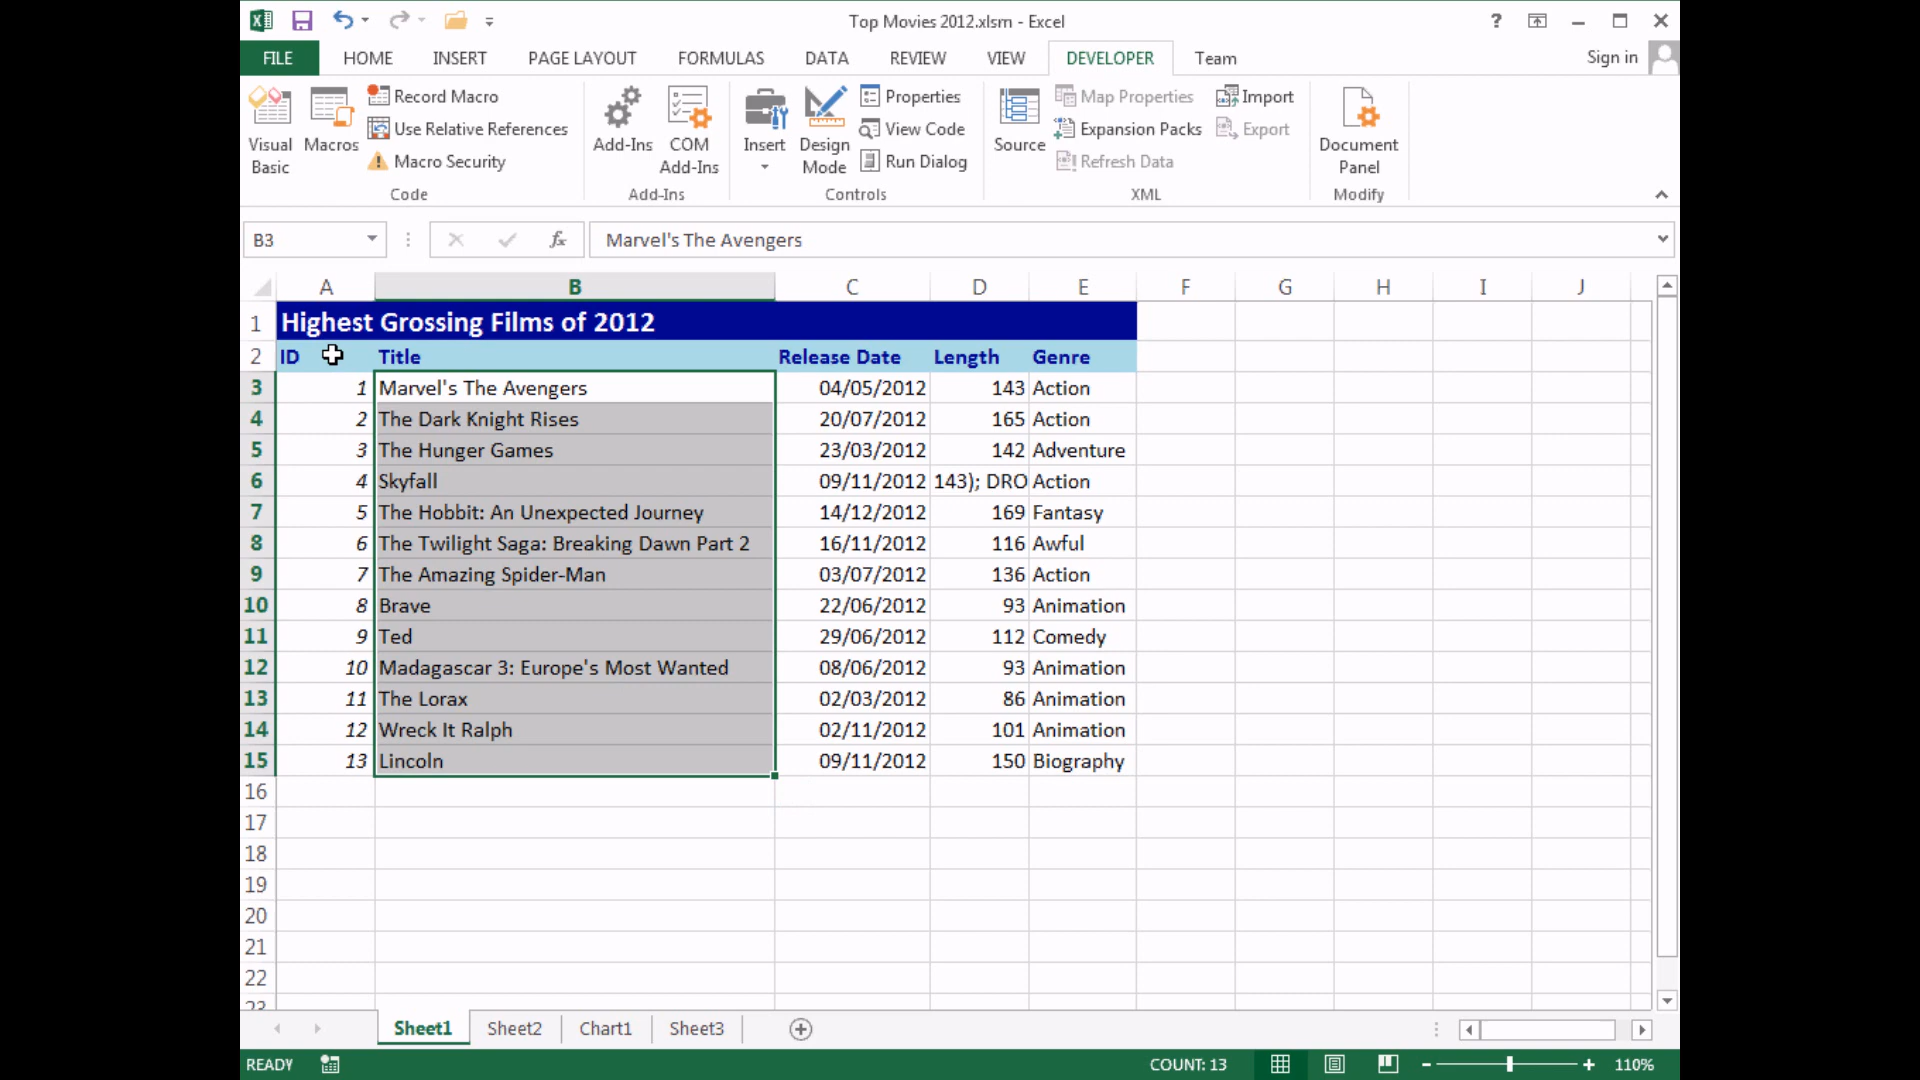 Top Movies 2012.xlsm - Excel
?
FILE HOME INSERT PAGE LAYOUT FORMULAS DATA REVIEW VIEW DEVELOPER Team Sign in
Visual Basic
Macros
Record Macro
Use Relative References
Macro Security
Code
Add-Ins
COM Add-Ins
Add-Ins
Insert
Design Mode
Properties
View Code
Run Dialog
Controls
Source
Map Properties
Expansion Packs
Refresh Data
Import
Export
XML
Document Panel
Modify
B3 fx Marvel's The Avengers
A B C D E F G H I J
1 Highest Grossing Films of 2012
2 ID Title Release Date Length Genre
3 1 Marvel's The Avengers 04/05/2012 143 Action
4 2 The Dark Knight Rises 20/07/2012 165 Action
5 3 The Hunger Games 23/03/2012 142 Adventure
6 4 Skyfall 09/11/2012 143); DRO Action
7 5 The Hobbit: An Unexpected Journey 14/12/2012 169 Fantasy
8 6 The Twilight Saga: Breaking Dawn Part 2 16/11/2012 116 Awful
9 7 The Amazing Spider-Man 03/07/2012 136 Action
10 8 Brave 22/06/2012 93 Animation
11 9 Ted 29/06/2012 112 Comedy
12 10 Madagascar 3: Europe's Most Wanted 08/06/2012 93 Animation
13 11 The Lorax 02/03/2012 86 Animation
14 12 Wreck It Ralph 02/11/2012 101 Animation
15 13 Lincoln 09/11/2012 150 Biography
16
17
18
19
20
21
22
23
Sheet1 Sheet2 Chart1 Sheet3
READY COUNT: 13 110%